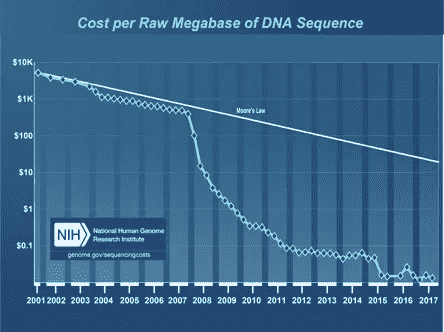 Cost per Raw Megabase of DNA Sequence
$10K
$1K
$100
$10
$1
$0.1
Moore's Law
NIH
National Human Genome
Research Institute
genome.gov/sequencingcosts
2001 2002 2003 2004 2005 2006 2007 2008 2009 2010 2011 2012 2013 2014 2015 2016 2017